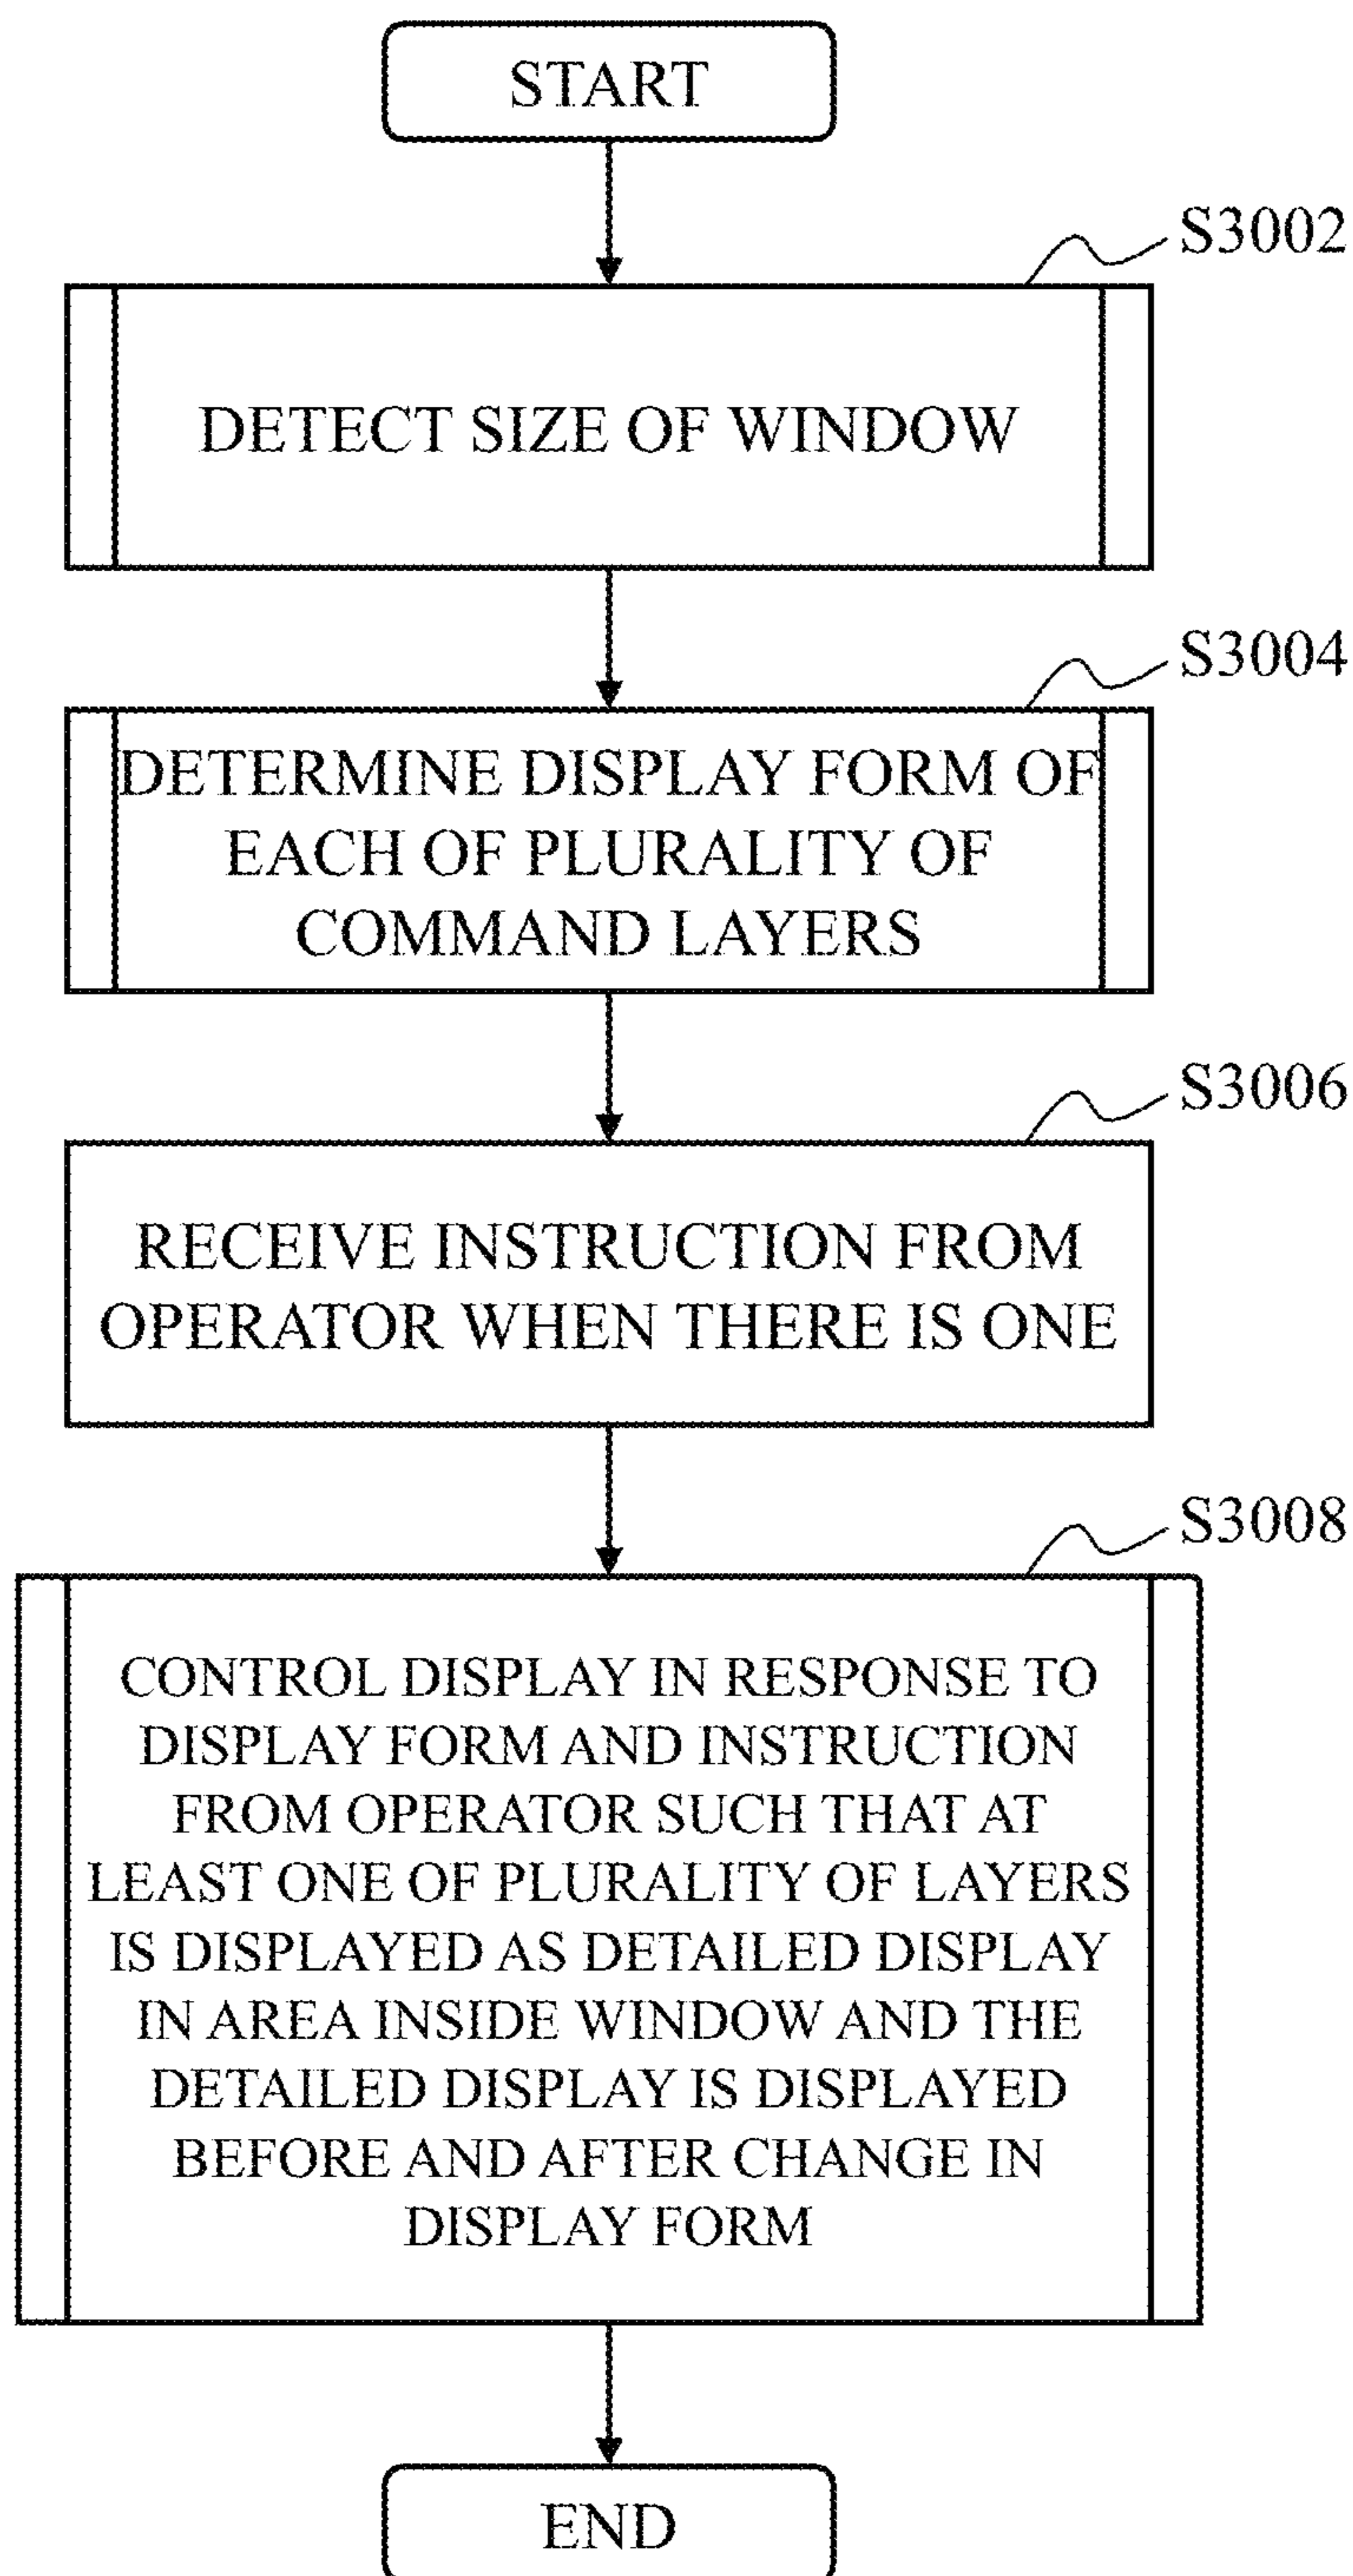 START
S3002
DETECT SIZE OF WINDOW
S3004
DETERMINE DISPLAY FORM OF
EACH OF PLURALITY OF
COMMAND LAYERS
S3006
RECEIVE INSTRUCTION FROM
OPERATOR WHEN THERE IS ONE
S3008
CONTROL DISPLAY IN RESPONSE TO
DISPLAY FORM AND INSTRUCTION
FROM OPERATOR SUCH THAT AT
LEAST ONE OF PLURALITY OF LAYERS
IS DISPLAYED AS DETAILED DISPLAY
IN AREA INSIDE WINDOW AND THE
DETAILED DISPLAY IS DISPLAYED
BEFORE AND AFTER CHANGE IN
DISPLAY FORM
END